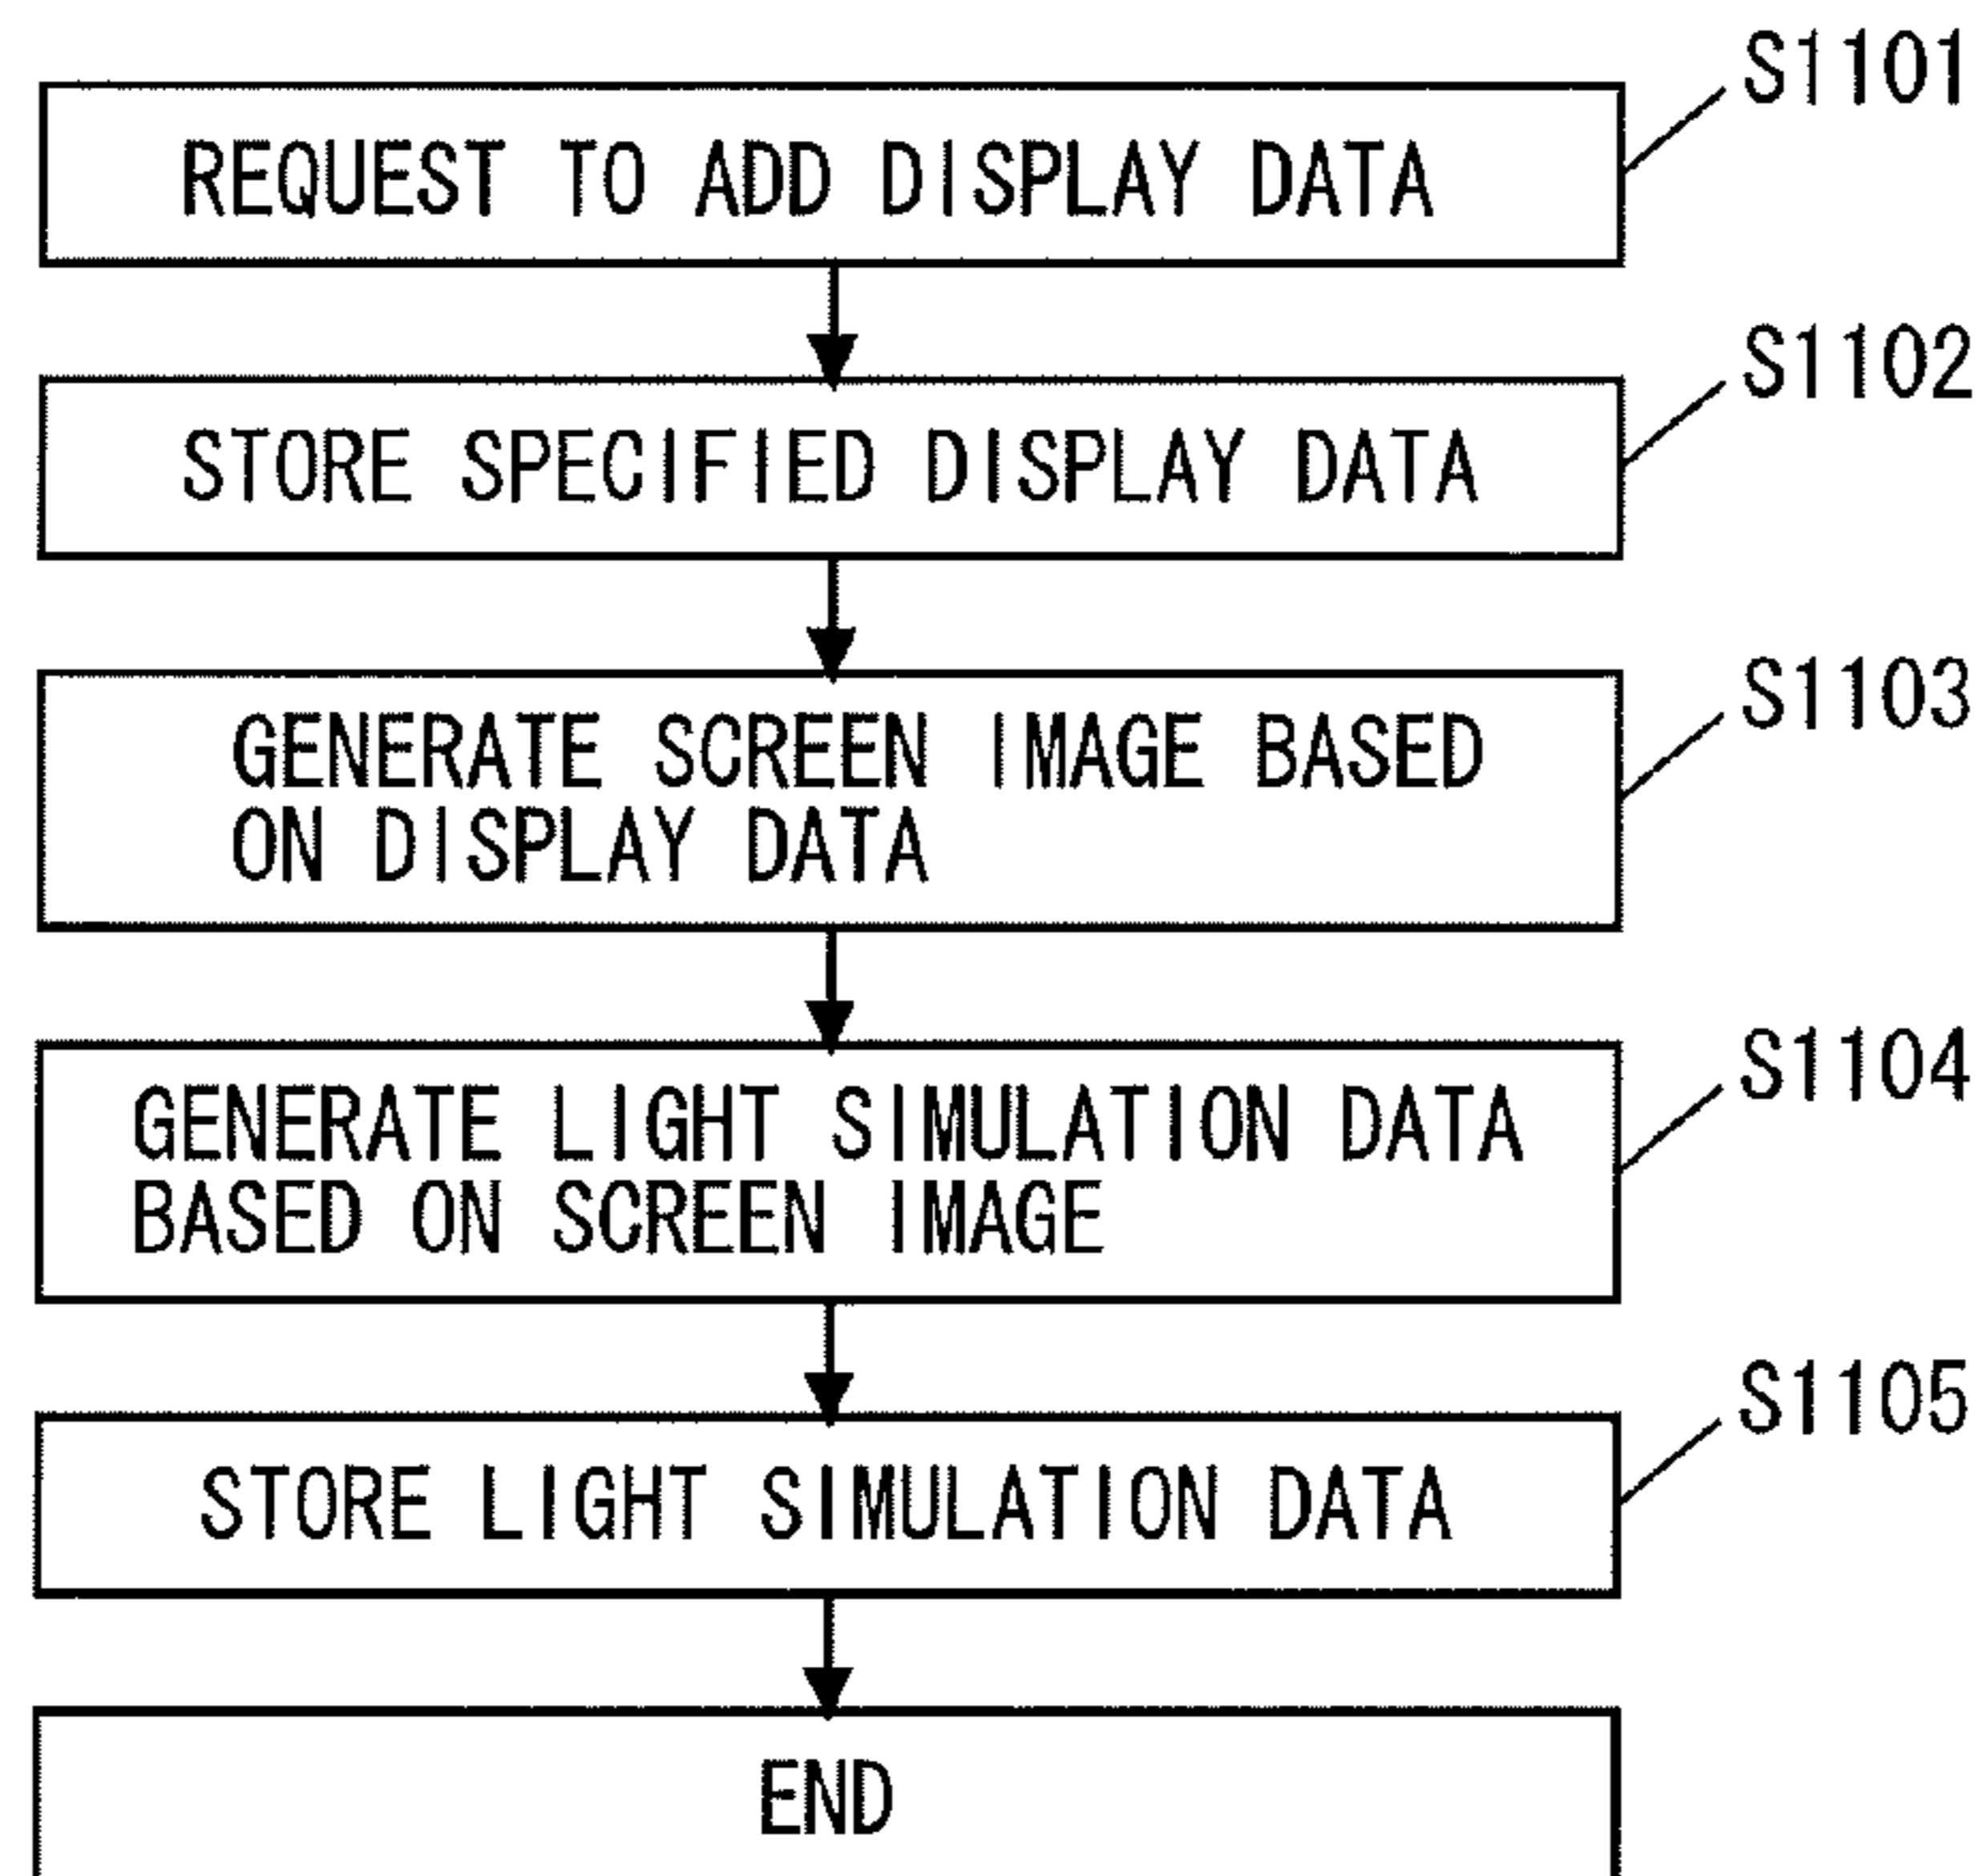 S1101
REQUEST TO ADD DISPLAY DATA
S1102
STORE SPECIFIED DISPLAY DATA
S1103
GENERATE SCREEN IMAGE BASED
ON DISPLAY DATA
S1104
GENERATE LIGHT SIMULATION DATA
BASED ON SCREEN IMAGE
S1105
STORE LIGHT SIMULATION DATA
END